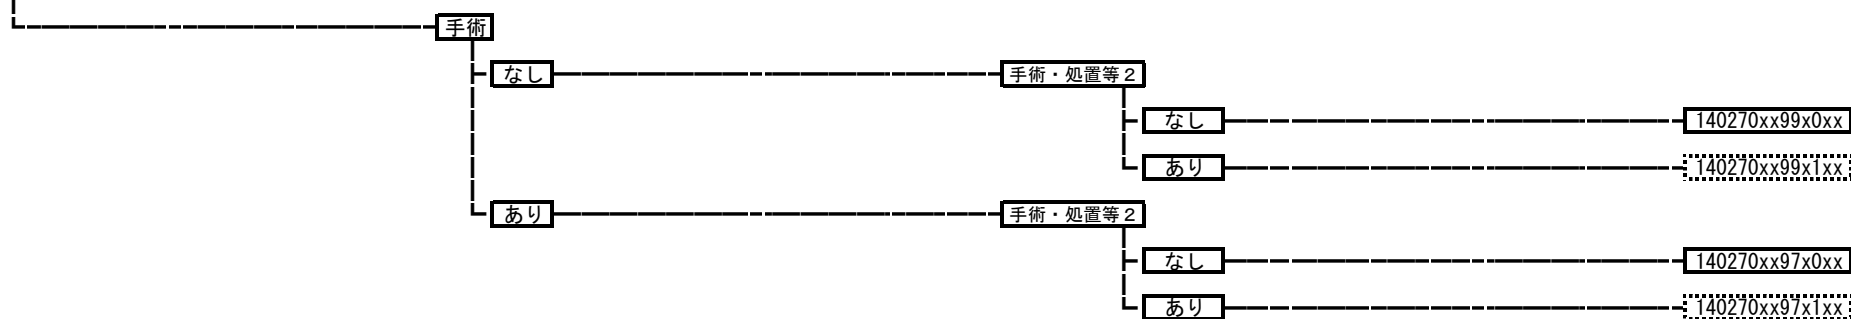 手術
なし 手術・処置等２
なし 140270xx99x0xx
あり 140270xx99x1xx
あり 手術・処置等２
なし 140270xx97x0xx
あり 140270xx97x1xx